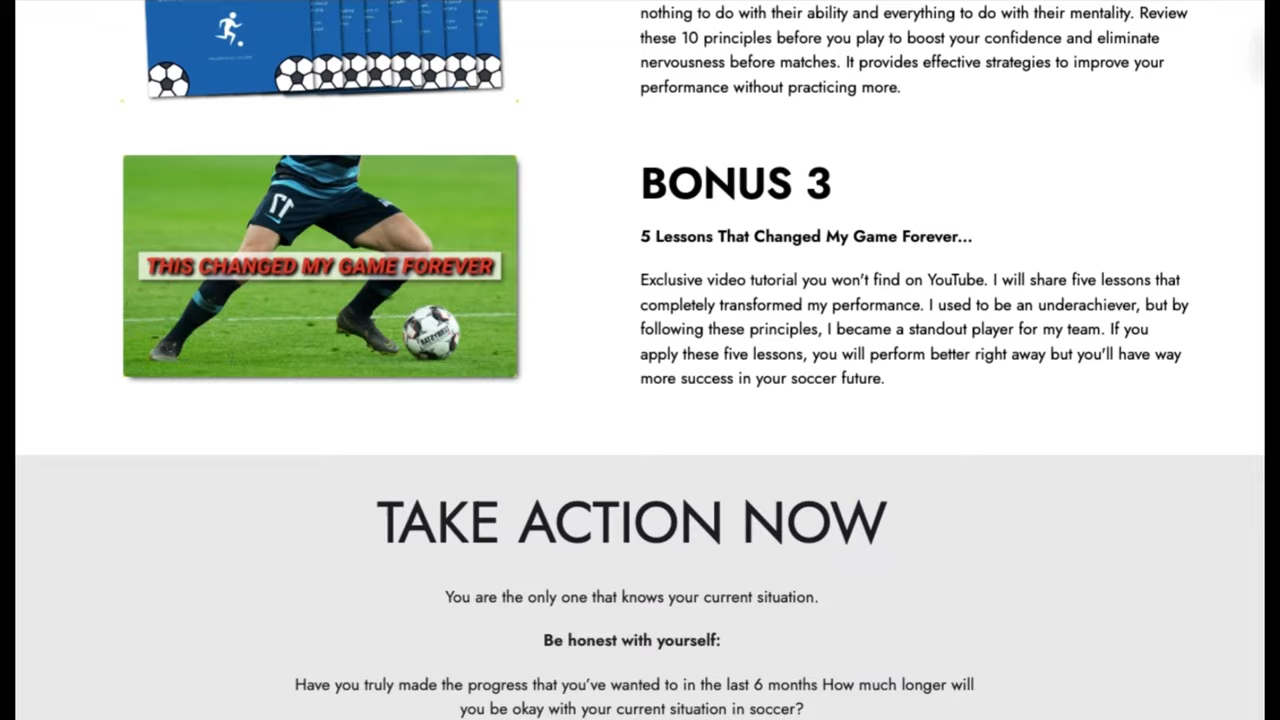 nothing to do with their ability and everything to do with their mentality. Review
these 10 principles before you play to boost your confidence and eliminate
nervousness before matches. It provides effective strategies to improve your
performance without practicing more.
THIS CHANGED MY GAME FOREVER
BONUS 3
5 Lessons That Changed My Game Forever...
Exclusive video tutorial you won't find on YouTube. I will share five lessons that
completely transformed my performance. I used to be an underachiever, but by
following these principles, I became a standout player for my team. If you
apply these five lessons, you will perform better right away but you'll have way
more success in your soccer future.
TAKE ACTION NOW
You are the only one that knows your current situation.
Be honest with yourself:
Have you truly made the progress that you've wanted to in the last 6 months How much longer will
you be okay with your current situation in soccer?